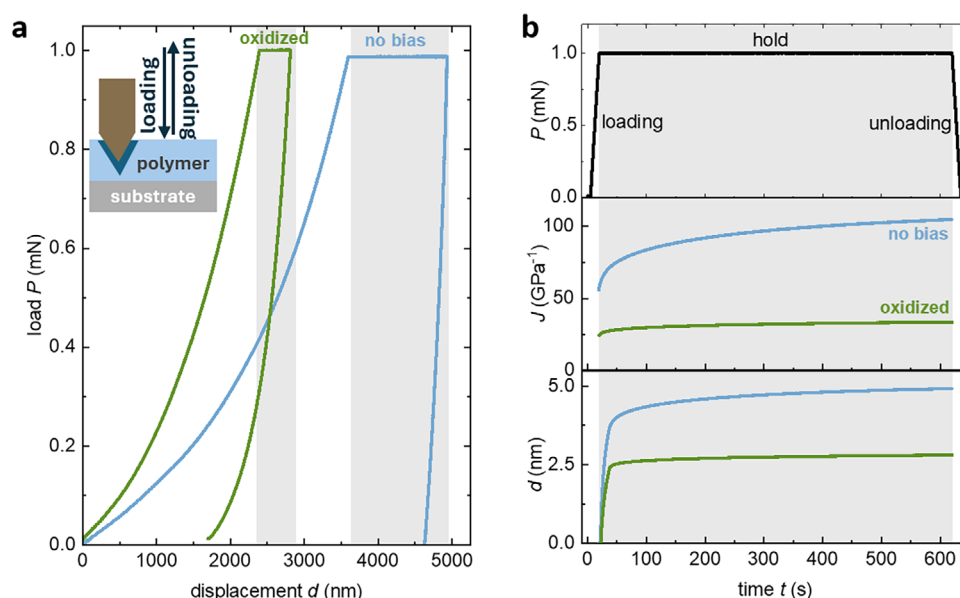 a
oxidized
no bias
loading
unloading
polymer
substrate
load P (mN)
1.0
0.8
0.6
0.4
0.2
0.0
0
1000
2000
3000
4000
5000
displacement d (nm)
b
hold
loading
unloading
P (mN)
1.0
0.5
0.0
no bias
oxidized
J (GPa⁻¹)
100
50
0
d (nm)
5.0
2.5
0
100
200
300
400
500
600
time t (s)